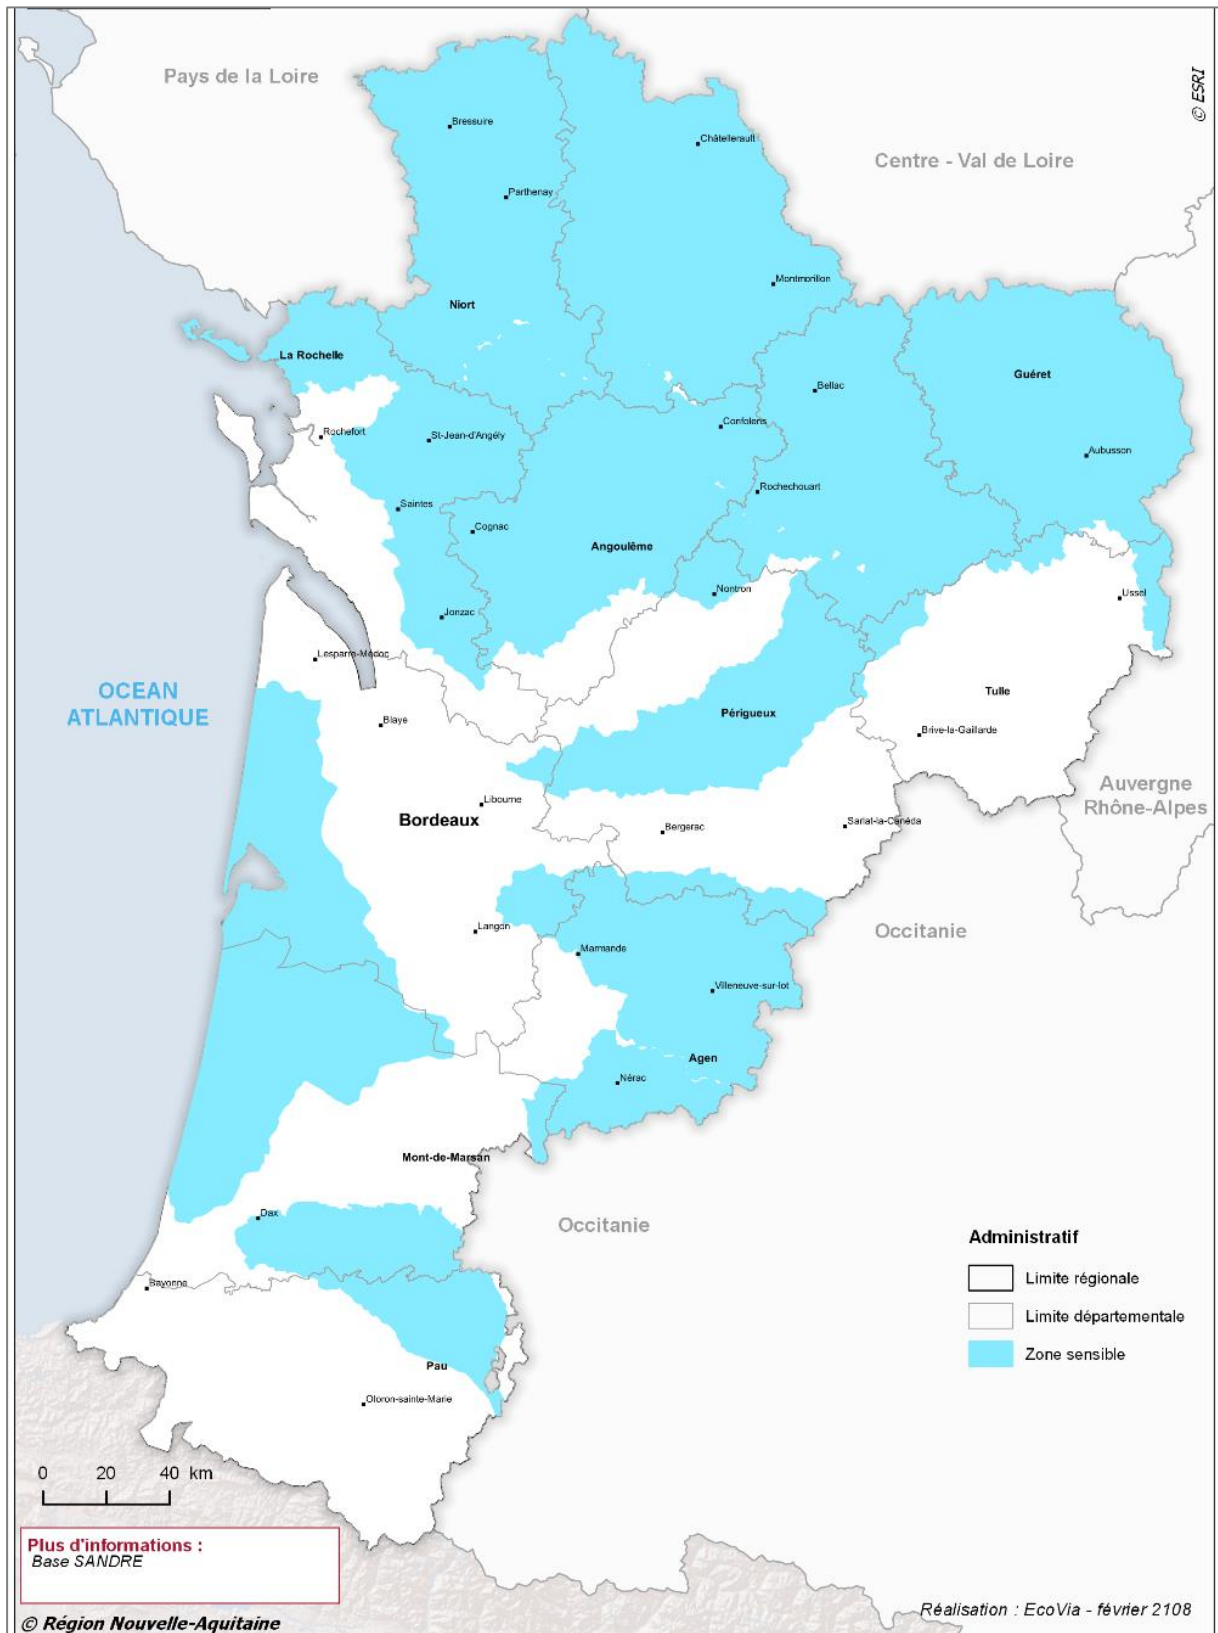 Pays de la Loire
© ESRI
Bressuire
Châtellerault
Centre - Val de Loire
Parthenay
Montmorillon
Niort
La Rochelle
Guéret
Bellac
Rochefort
St-Jean-d'Angély
Confolens
Aubusson
Rochechouart
Saintes
Cognac
Angoulême
Nontron
Ussel
Jonzac
Lesparre-Médoc
OCEAN
ATLANTIQUE
Tulle
Périgueux
Blaye
Brive-la-Gaillarde
Auvergne
Rhône-Alpes
Libourne
Bordeaux
Bergerac
Sarlat-la-Canéda
Langon
Occitanie
Marmande
Villeneuve-sur-lot
Agen
Nérac
Mont-de-Marsan
Dax
Occitanie
Bayonne
Pau
Oloron-sainte-Marie
Administratif
Limite régionale
Limite départementale
Zone sensible
0 20 40 km
Plus d'informations :
Base SANDRE
© Région Nouvelle-Aquitaine
Réalisation : EcoVia - février 2108